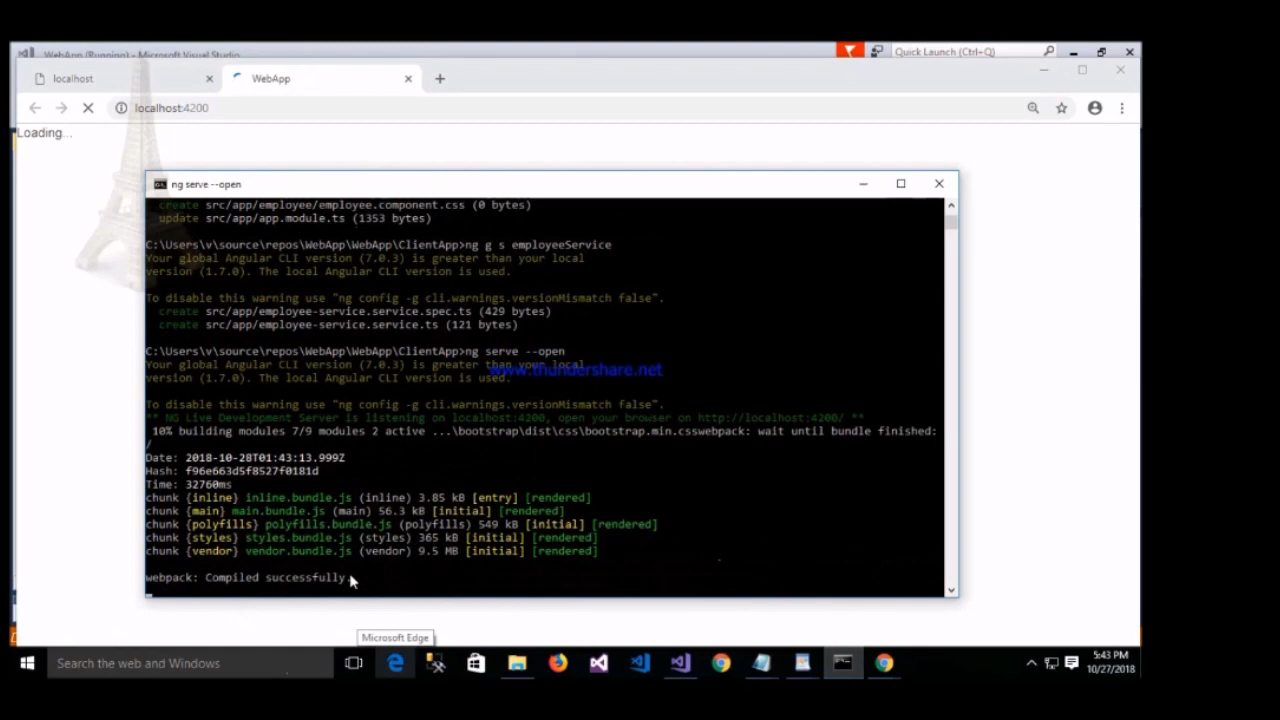 WebApp (Running) - Microsoft Visual Studio
Quick Launch (Ctrl+Q)
localhost
WebApp
localhost:4200
Loading...
ng serve --open
create src/app/employee/employee.component.css (0 bytes)
update src/app/app.module.ts (1353 bytes)
C:\Users\v\source\repos\WebApp\WebApp\ClientApp>ng g s employeeService
Your global Angular CLI version (7.0.3) is greater than your local
version (1.7.0). The local Angular CLI version is used.
To disable this warning use "ng config -g cli.warnings.versionMismatch false".
create src/app/employee-service.service.spec.ts (429 bytes)
create src/app/employee-service.service.ts (121 bytes)
C:\Users\v\source\repos\WebApp\WebApp\ClientApp>ng serve --open
Your global Angular CLI version (7.0.3) is greater than your local
www.thundershare.net
version (1.7.0). The local Angular CLI version is used.
To disable this warning use "ng config -g cli.warnings.versionMismatch false".
** NG Live Development Server is listening on localhost:4200, open your browser on http://localhost:4200/ **
10% building modules 7/9 modules 2 active ...\bootstrap\dist\css\bootstrap.min.csswebpack: wait until bundle finished:
/
Date: 2018-10-28T01:43:13.999Z
Hash: f96e663d5f8527f0181d
Time: 32760ms
chunk {inline} inline.bundle.js (inline) 3.85 kB [entry] [rendered]
chunk {main} main.bundle.js (main) 56.3 kB [initial] [rendered]
chunk {polyfills} polyfills.bundle.js (polyfills) 549 kB [initial] [rendered]
chunk {styles} styles.bundle.js (styles) 365 kB [initial] [rendered]
chunk {vendor} vendor.bundle.js (vendor) 9.5 MB [initial] [rendered]
webpack: Compiled successfully.
Microsoft Edge
Search the web and Windows
5:43 PM
10/27/2018